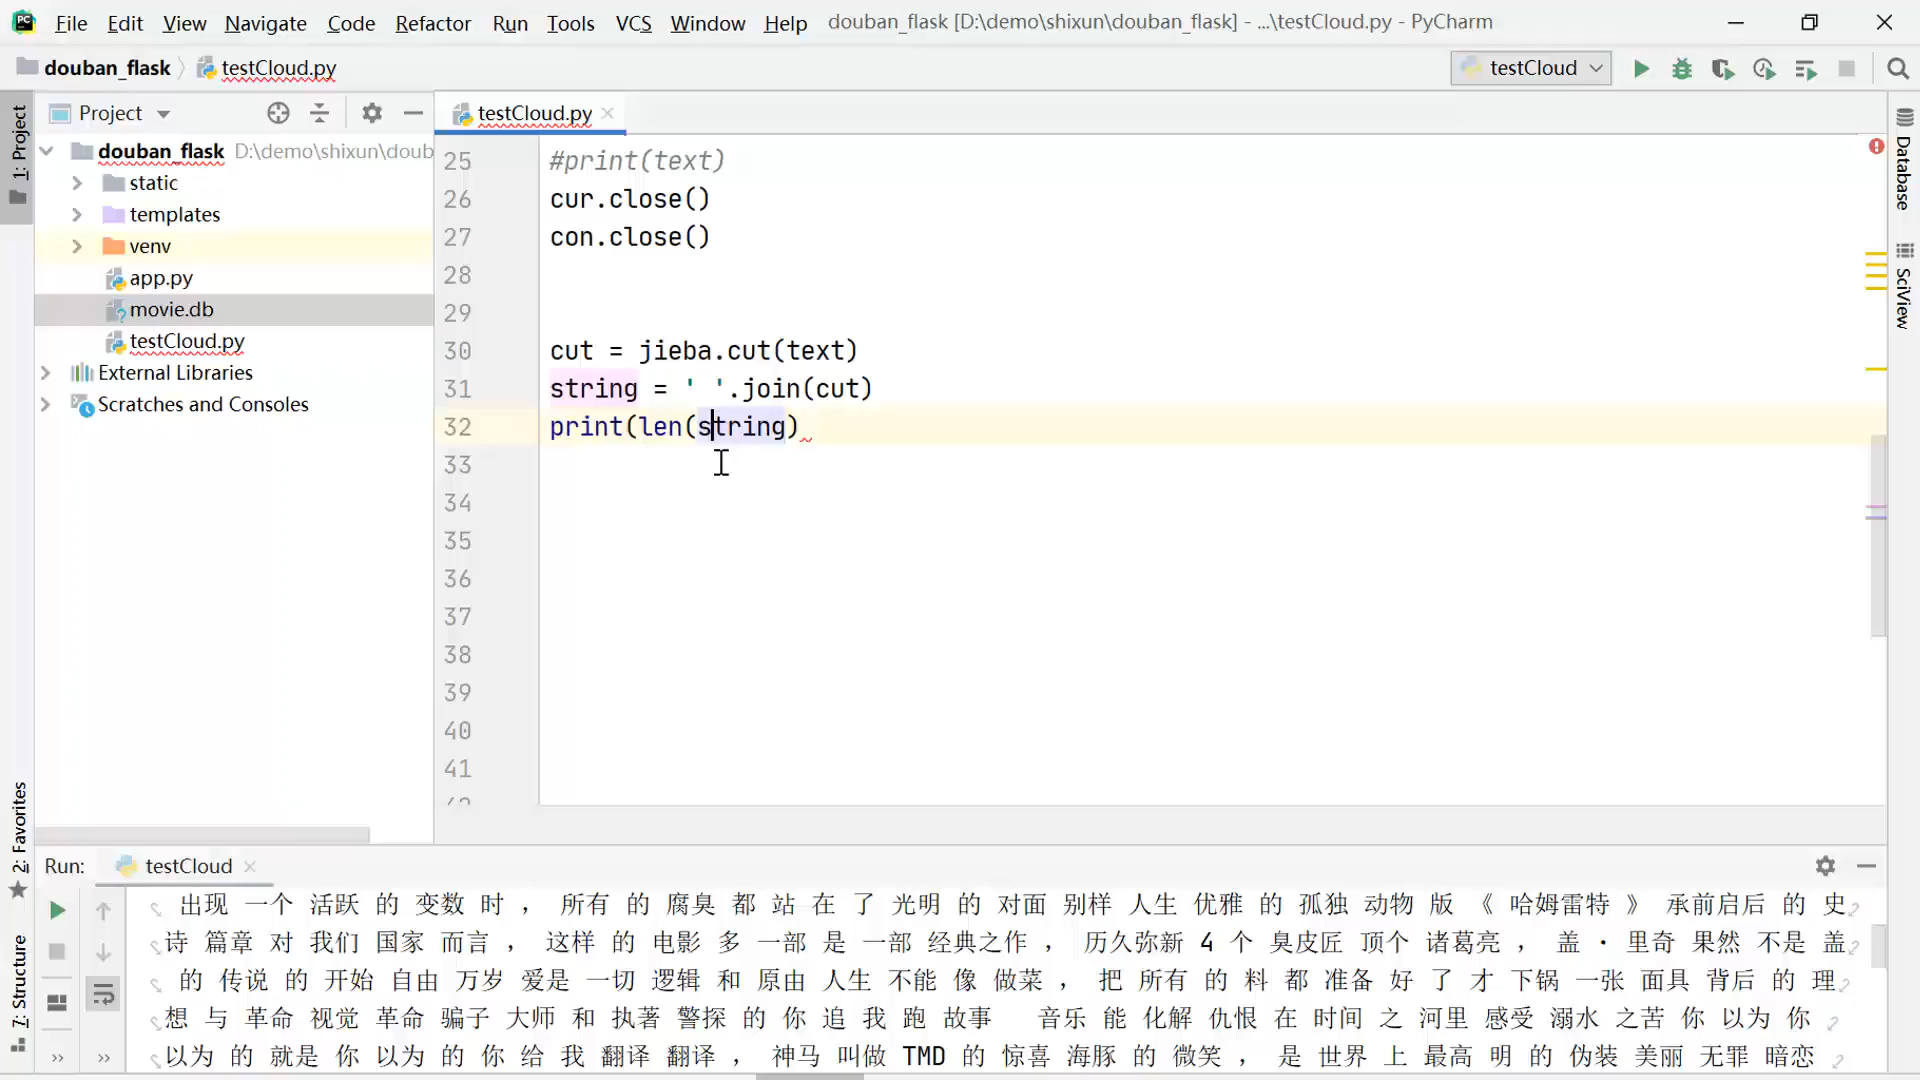 File Edit View Navigate Code Refactor Run Tools VCS Window Help douban_flask [D:\demo\shixun\douban_flask] - ...\testCloud.py - PyCharm
douban_flask testCloud.py testCloud
Project
testCloud.py
1: Project
douban_flask D:\demo\shixun\doub
static
templates
venv
app.py
movie.db
testCloud.py
External Libraries
Scratches and Consoles
25 #print(text)
26 cur.close()
27 con.close()
28
29
30 cut = jieba.cut(text)
31 string = ' '.join(cut)
32 print(len(string)
33
34
35
36
37
38
39
40
41
Database
SciView
2: Favorites
7: Structure
Run: testCloud
出现 一个 活跃 的 变数 时 ， 所有 的 腐臭 都 站 在 了 光明 的 对面 别样 人生 优雅 的 孤独 动物 版 《 哈姆雷特 》 承前启后 的 史
诗 篇章 对 我们 国家 而言 ， 这样 的 电影 多 一部 是 一部 经典之作 ， 历久弥新 4 个 臭皮匠 顶个 诸葛亮 ， 盖 · 里奇 果然 不是 盖
的 传说 的 开始 自由 万岁 爱是 一切 逻辑 和 原由 人生 不能 像 做菜 ， 把 所有 的 料 都 准备 好 了 才 下锅 一张 面具 背后 的 理
想 与 革命 视觉 革命 骗子 大师 和 执著 警探 的 你 追 我 跑 故事 音乐 能 化解 仇恨 在 时间 之 河里 感受 溺水 之苦 你 以为 你
以为 的 就是 你 以为 的 你 给 我 翻译 翻译 ， 神马 叫做 TMD 的 惊喜 海豚 的 微笑 ， 是 世界 上 最高 明 的 伪装 美丽 无罪 暗恋